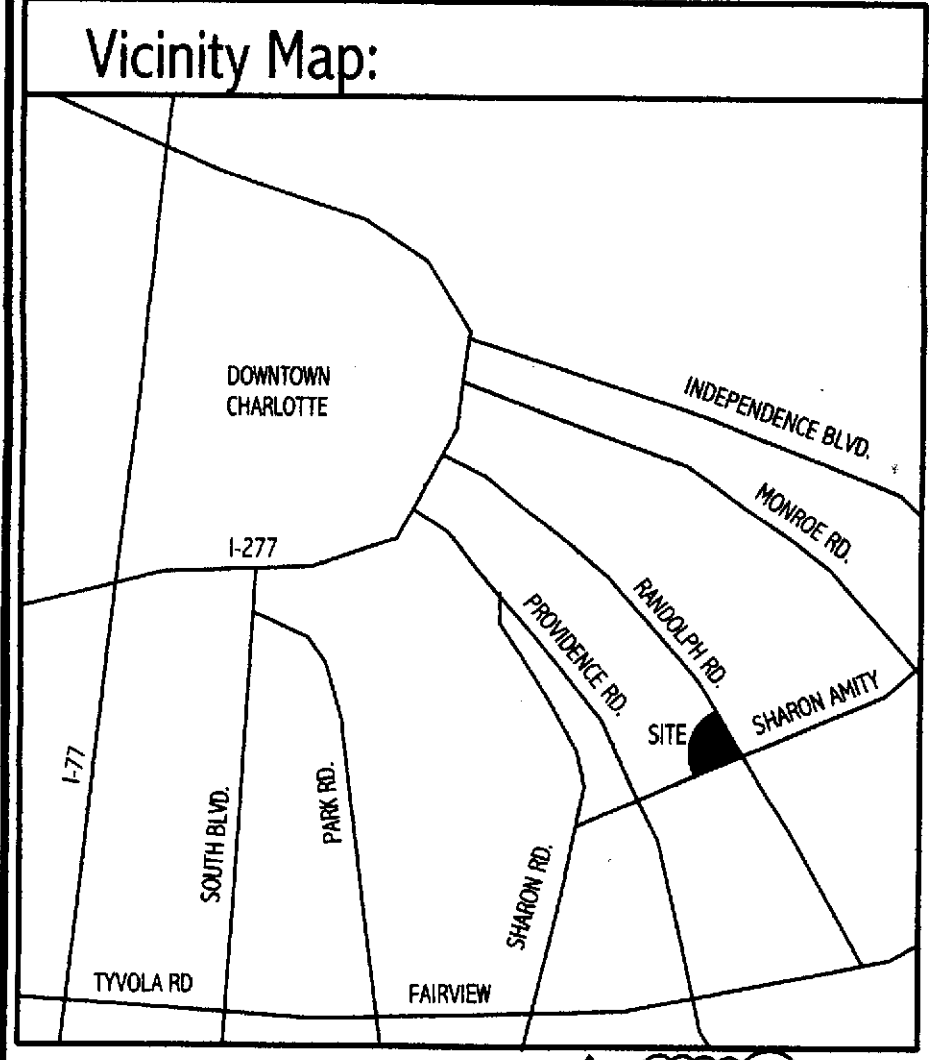 Vicinity Map:
DOWNTOWN
CHARLOTTE
INDEPENDENCE BLVD.
MONROE RD.
I-277
RANDOLPH RD.
PROVIDENCE RD.
SHARON AMITY
SITE
I-77
PARK RD.
SOUTH BLVD.
SHARON RD.
TYVOLA RD
FAIRVIEW